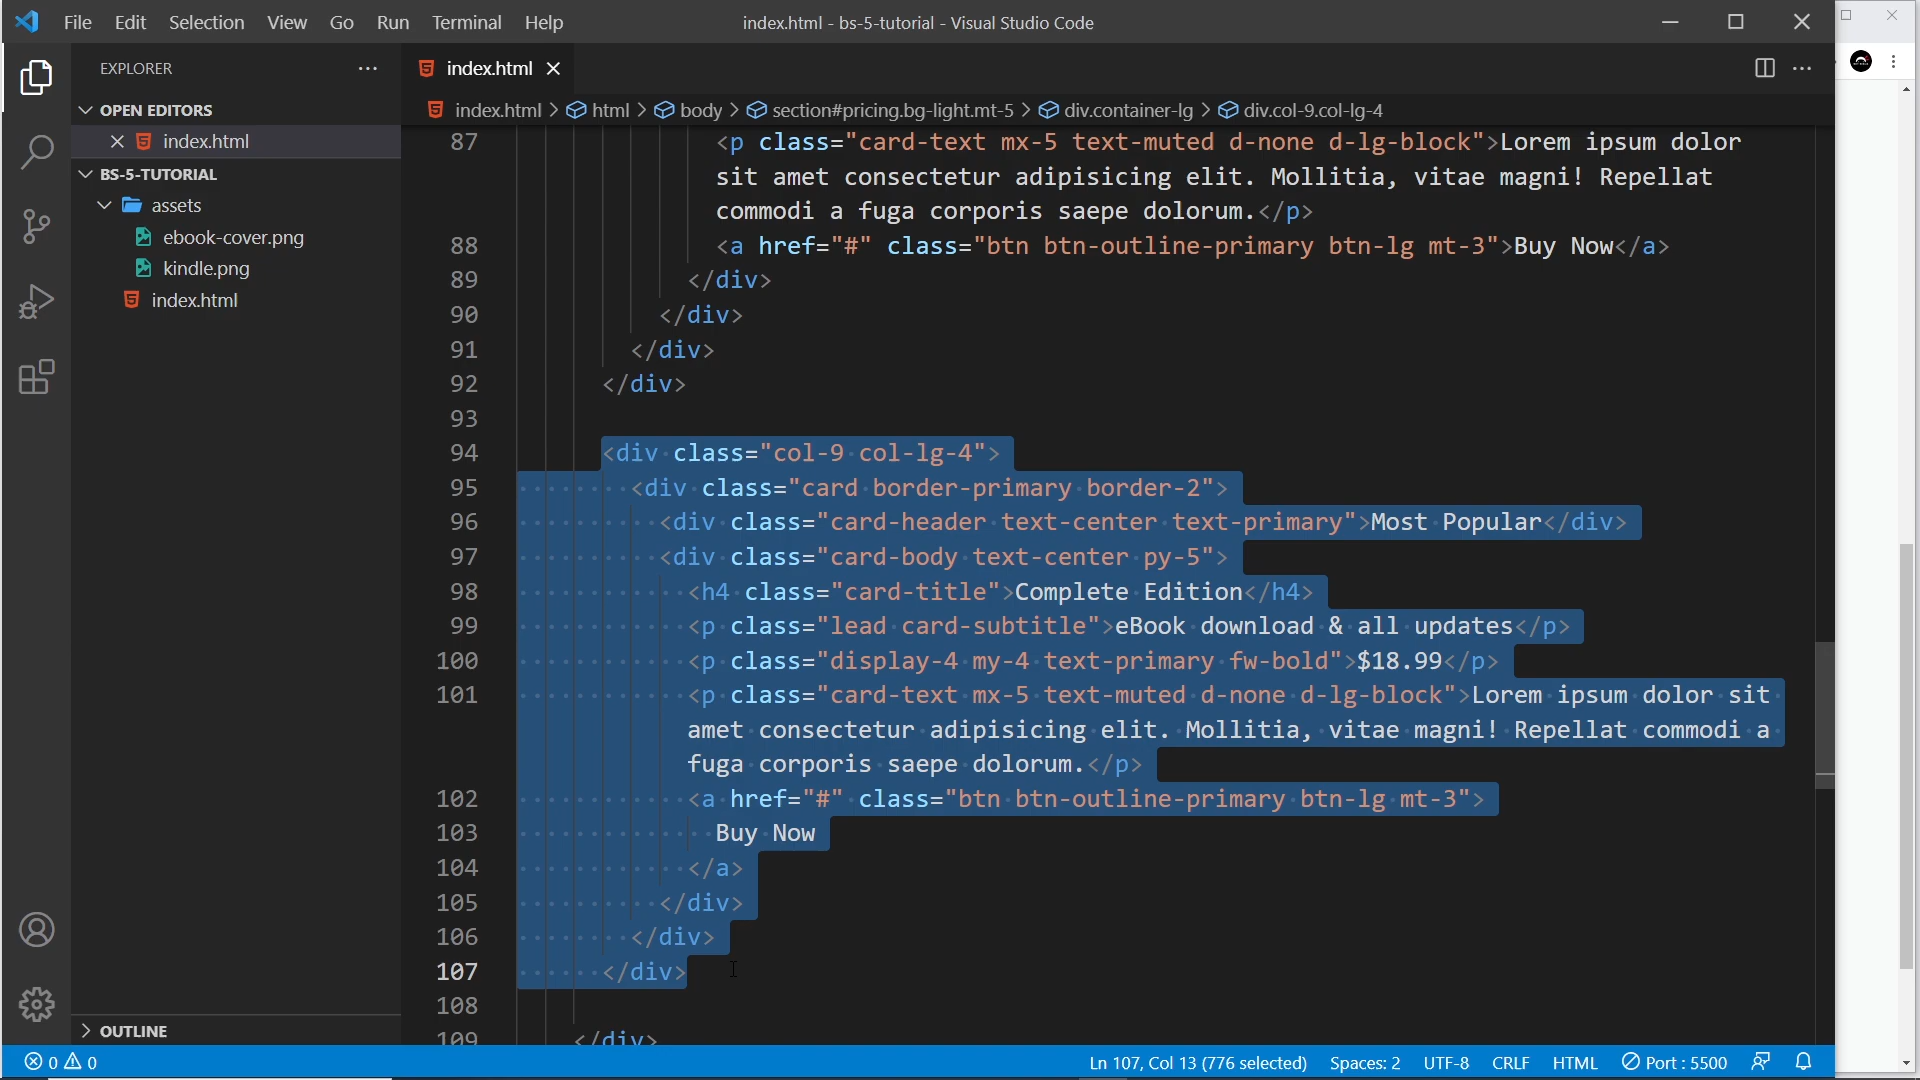 File Edit Selection View Go Run Terminal Help
index.html - bs-5-tutorial - Visual Studio Code
EXPLORER
OPEN EDITORS
index.html
BS-5-TUTORIAL
assets
ebook-cover.png
kindle.png
index.html
OUTLINE
index.html
index.html > html > body > section#pricing.bg-light.mt-5 > div.container-lg > div.col-9.col-lg-4
87 <p class="card-text mx-5 text-muted d-none d-lg-block">Lorem ipsum dolor
sit amet consectetur adipisicing elit. Mollitia, vitae magni! Repellat
commodi a fuga corporis saepe dolorum.</p>
88 <a href="#" class="btn btn-outline-primary btn-lg mt-3">Buy Now</a>
89 </div>
90 </div>
91 </div>
92 </div>
93
94 <div class="col-9 col-lg-4">
95 <div class="card border-primary border-2">
96 <div class="card-header text-center text-primary">Most Popular</div>
97 <div class="card-body text-center py-5">
98 <h4 class="card-title">Complete Edition</h4>
99 <p class="lead card-subtitle">eBook download & all updates</p>
100 <p class="display-4 my-4 text-primary fw-bold">$18.99</p>
101 <p class="card-text mx-5 text-muted d-none d-lg-block">Lorem ipsum dolor sit
amet consectetur adipisicing elit. Mollitia, vitae magni! Repellat commodi a
fuga corporis saepe dolorum.</p>
102 <a href="#" class="btn btn-outline-primary btn-lg mt-3">
103 Buy Now
104 </a>
105 </div>
106 </div>
107 </div>
108
109 </div>
0 0
Ln 107, Col 13 (776 selected) Spaces: 2 UTF-8 CRLF HTML Port : 5500